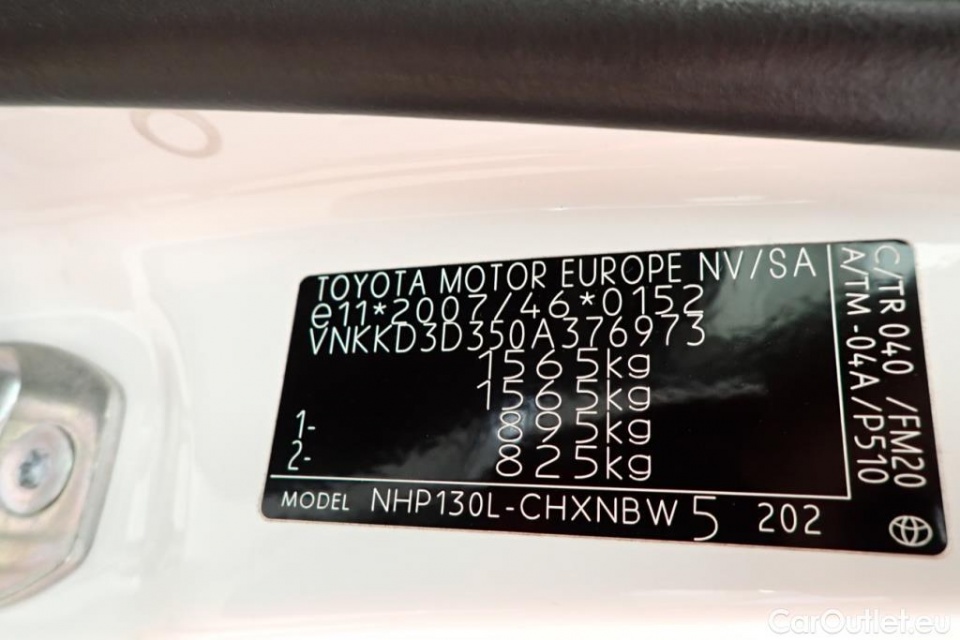 TOYOTA MOTOR EUROPE NV/SA
e11*2007/46*0152
VNKKD3D350A376973
1565kg
1565kg
1- 895kg
2- 825kg
MODEL NHP130L-CHXNBW 5 202
C/TR 040 /FM20
A/TM -04A/P510
CarOutlet.eu